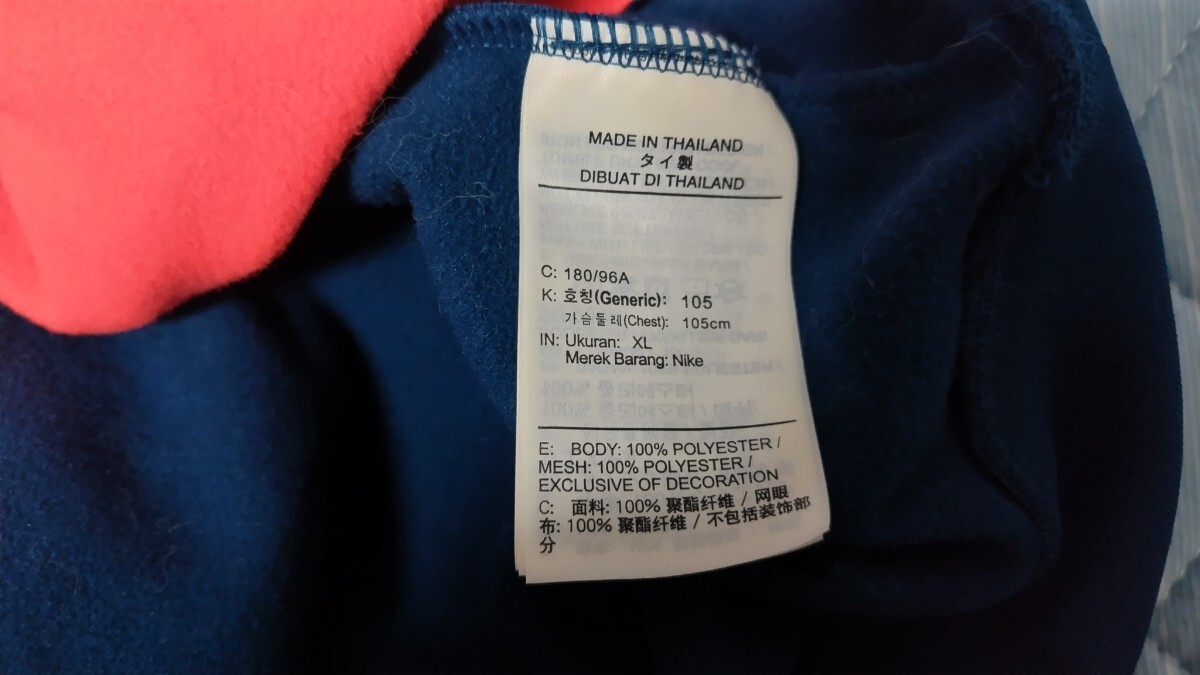 MADE IN THAILAND
タイ製
DIBUAT DI THAILAND
C: 180/96A
K: 호칭(Generic): 105
가슴둘레(Chest): 105cm
IN: Ukuran: XL
Merek Barang: Nike
E: BODY: 100% POLYESTER /
MESH: 100% POLYESTER /
EXCLUSIVE OF DECORATION
C: 面料: 100% 聚酯纤维 / 网眼
布: 100% 聚酯纤维 / 不包括装饰部
分